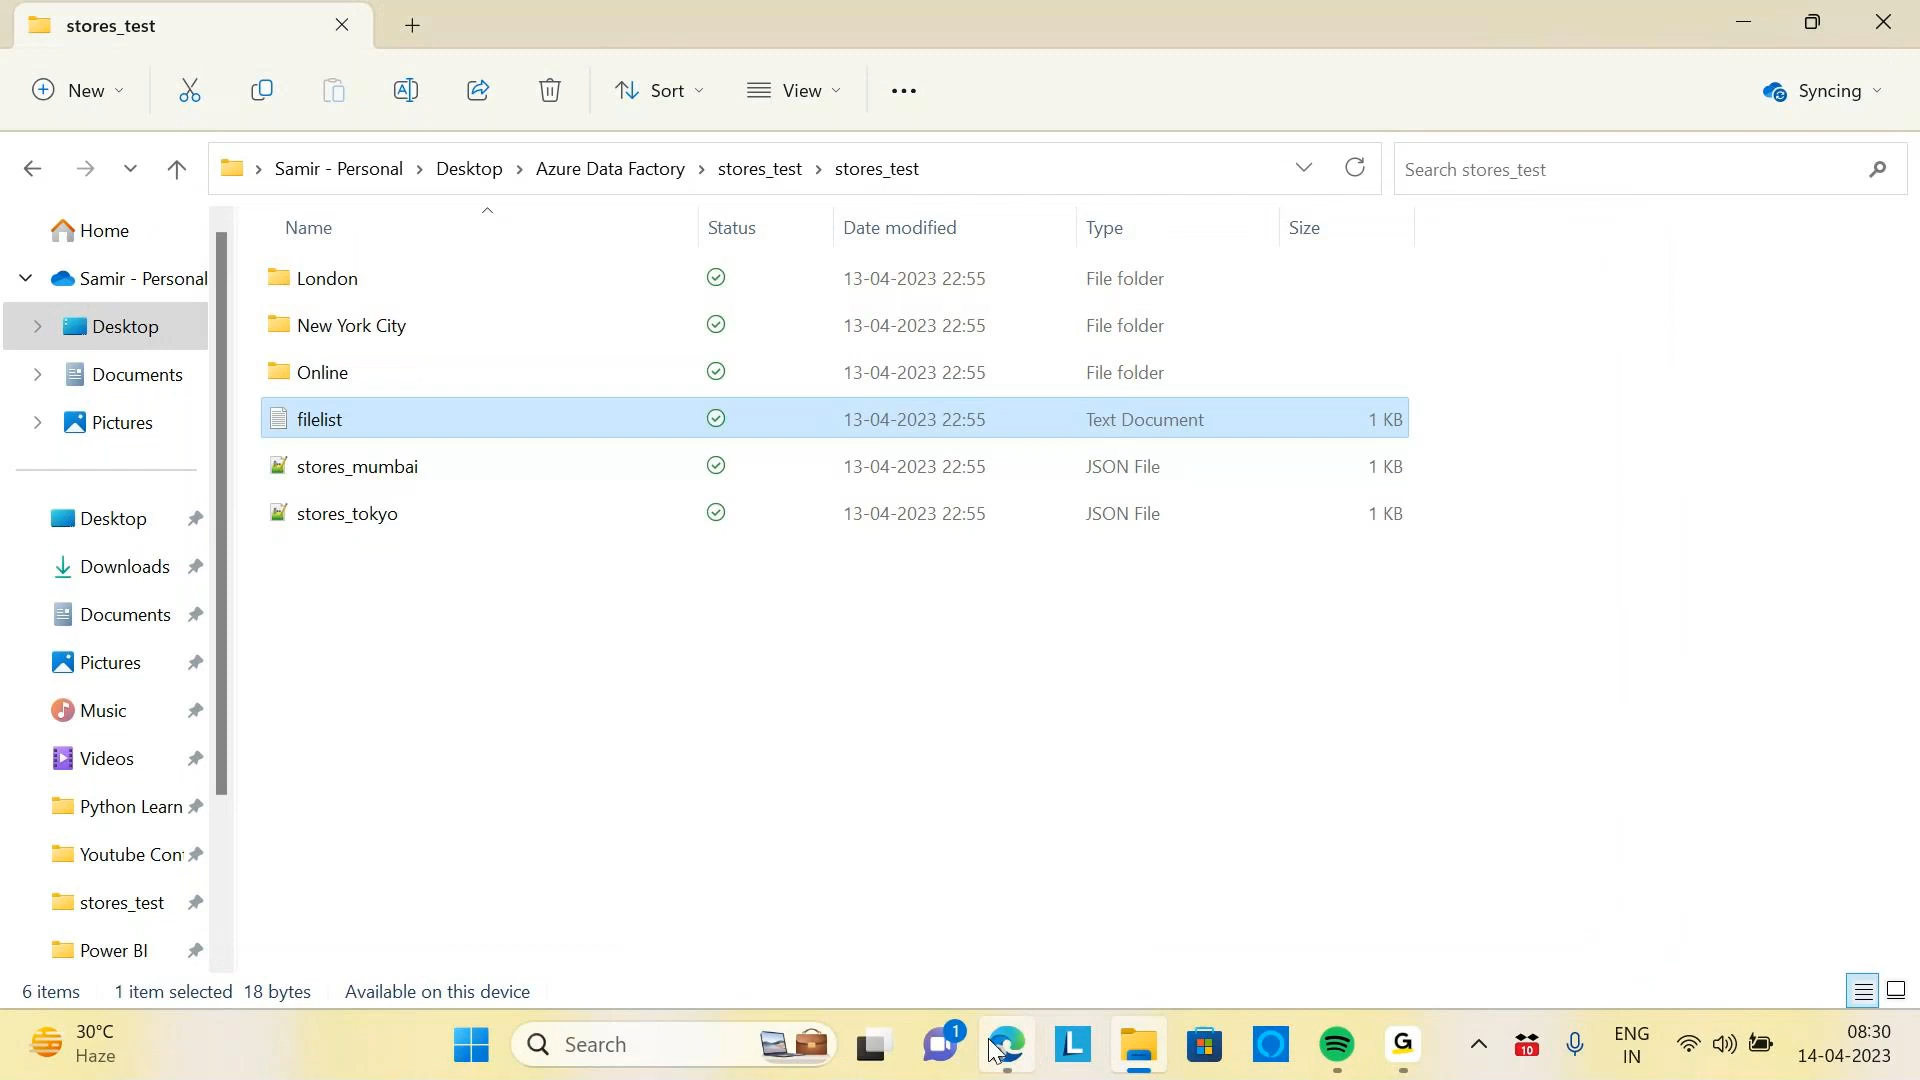 stores_test
New
Sort
View
Syncing
Samir - Personal
Desktop
Azure Data Factory
stores_test
stores_test
Search stores_test
Home
Samir - Personal
Desktop
Documents
Pictures
Desktop
Downloads
Documents
Pictures
Music
Videos
Python Learn
Youtube Con
stores_test
Power BI
Name Status Date modified Type Size
London 13-04-2023 22:55 File folder
New York City 13-04-2023 22:55 File folder
Online 13-04-2023 22:55 File folder
filelist 13-04-2023 22:55 Text Document 1 KB
stores_mumbai 13-04-2023 22:55 JSON File 1 KB
stores_tokyo 13-04-2023 22:55 JSON File 1 KB
6 items 1 item selected 18 bytes Available on this device
30°C
Haze
Search
1
L
G
10
ENG
IN
08:30
14-04-2023